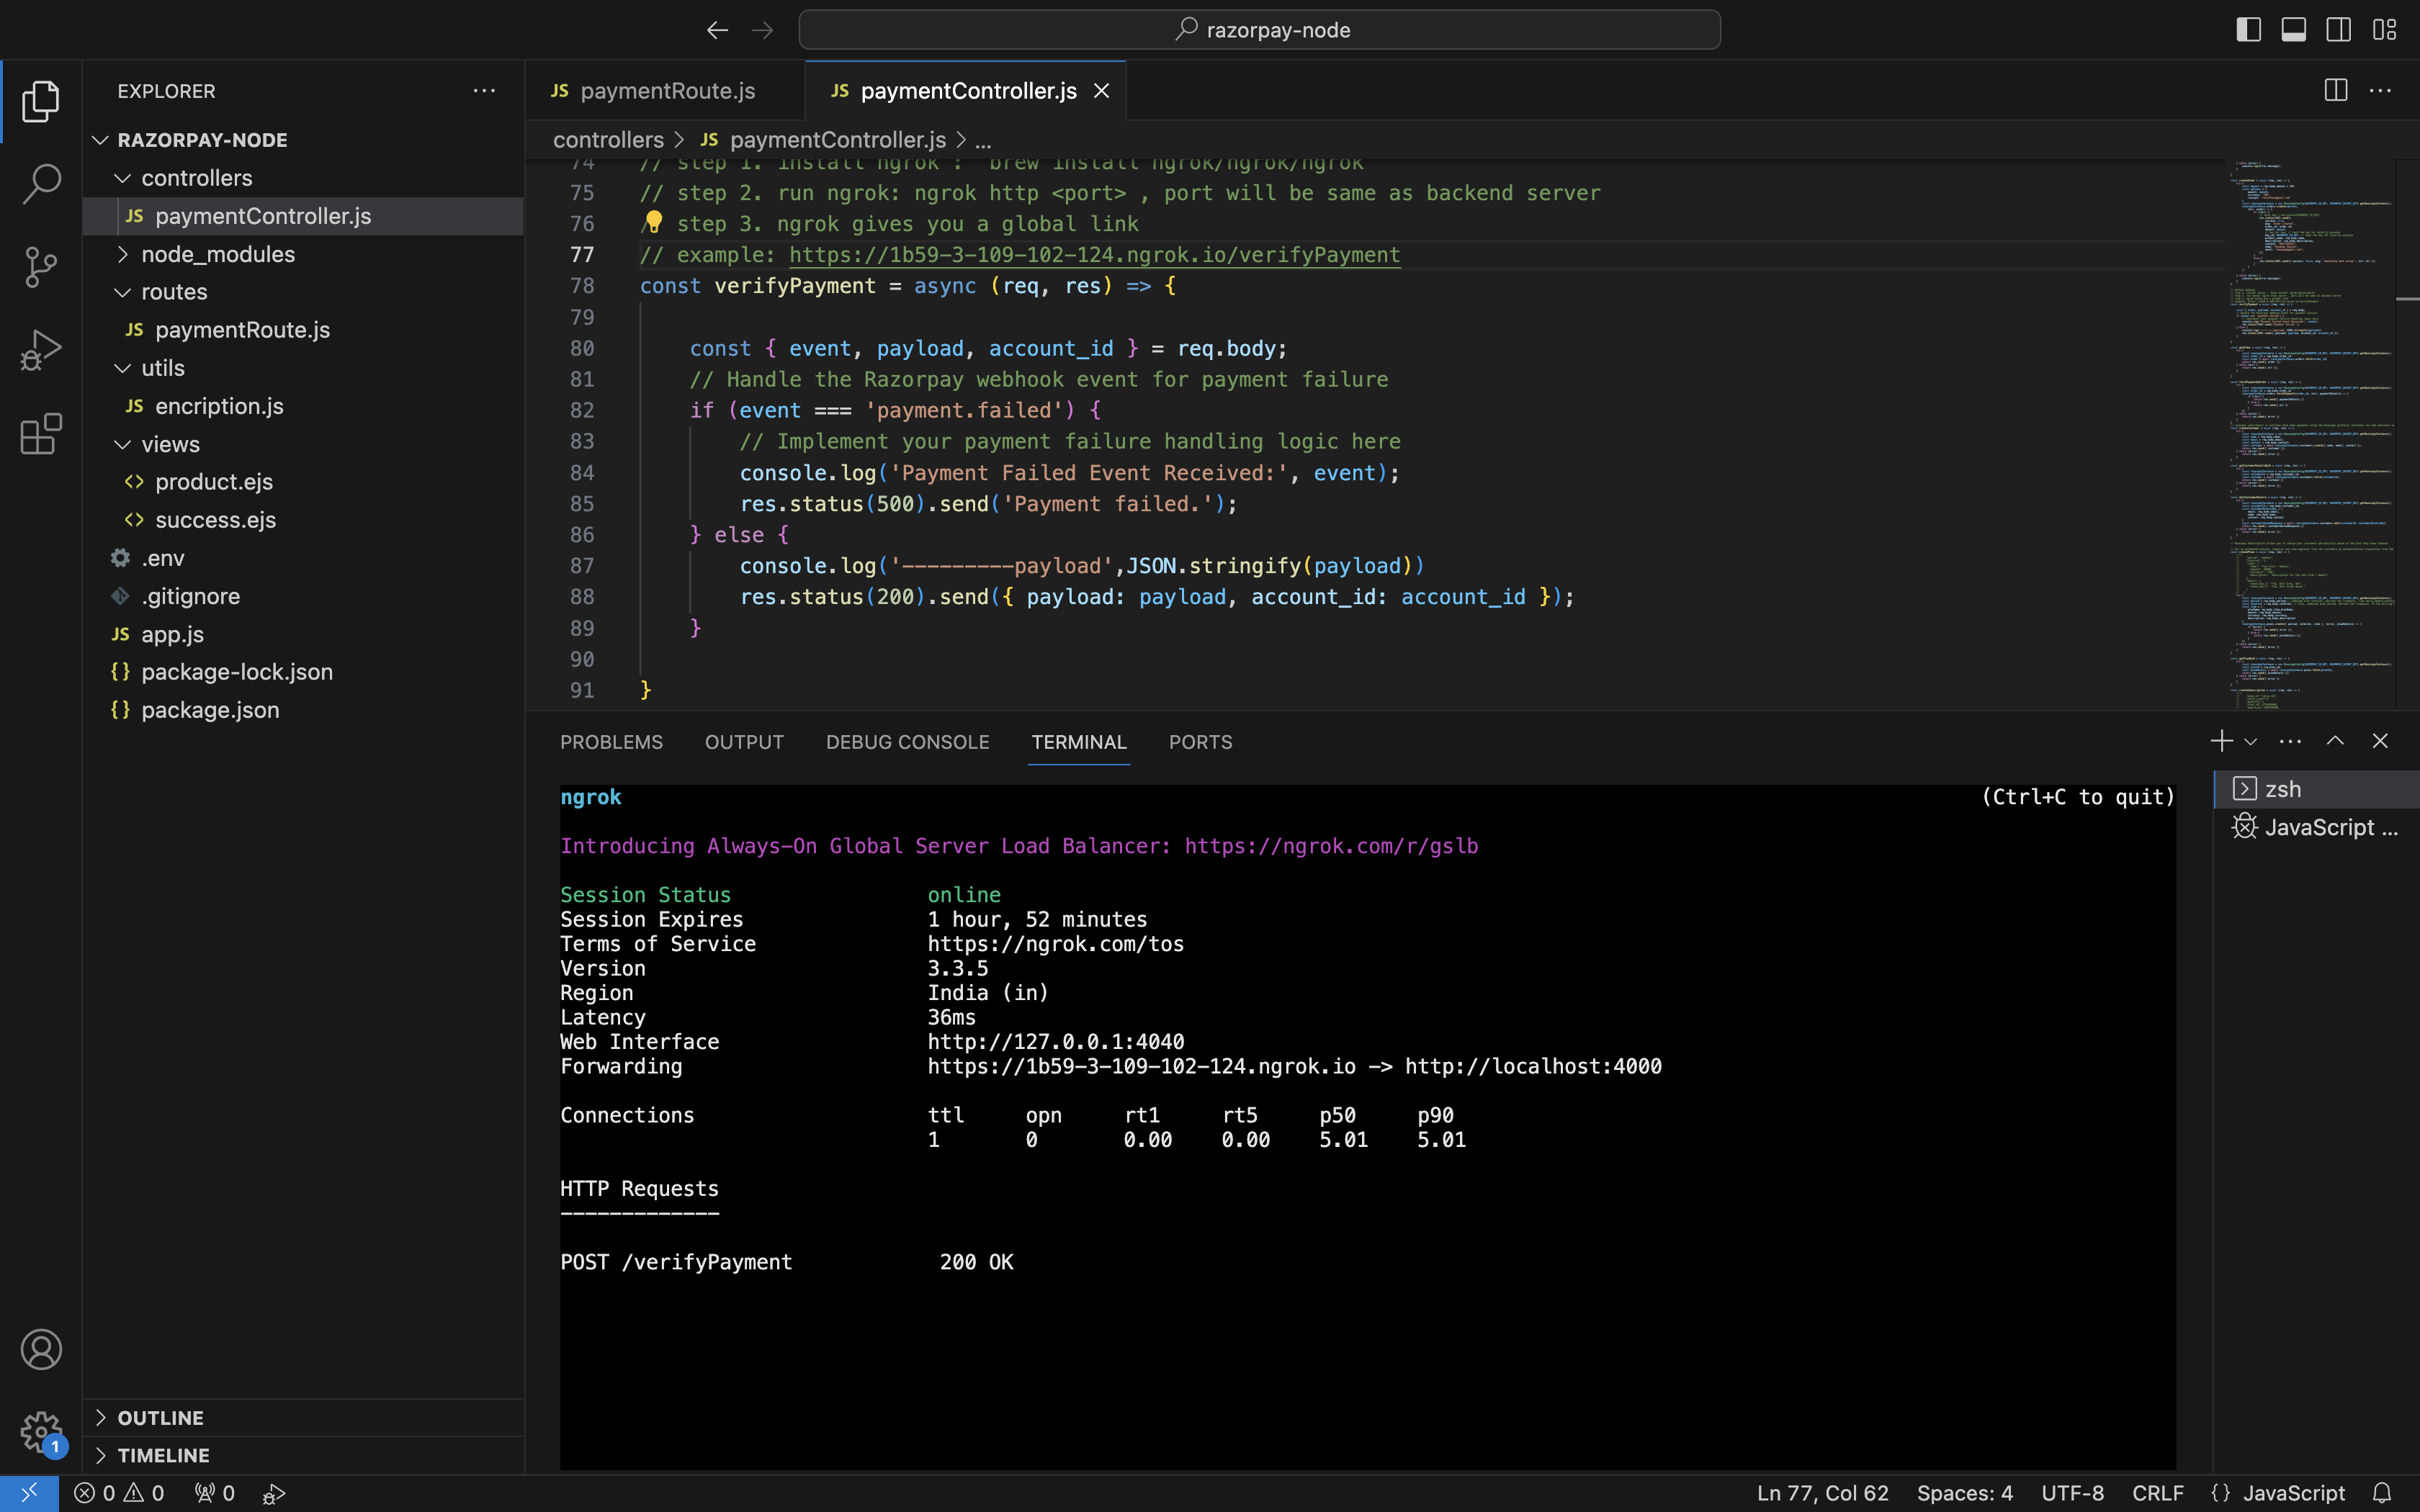 razorpay-node
EXPLORER
RAZORPAY-NODE
controllers
JS paymentController.js
node_modules
routes
JS paymentRoute.js
utils
JS encription.js
views
<> product.ejs
<> success.ejs
.env
.gitignore
JS app.js
{} package-lock.json
{} package.json
OUTLINE
TIMELINE
JS paymentRoute.js
JS paymentController.js
controllers > JS paymentController.js > ...
74 // step 1. install ngrok : brew install ngrok/ngrok/ngrok
75 // step 2. run ngrok: ngrok http <port> , port will be same as backend server
76 // step 3. ngrok gives you a global link
77 // example: https://1b59-3-109-102-124.ngrok.io/verifyPayment
78 const verifyPayment = async (req, res) => {
79
80 const { event, payload, account_id } = req.body;
81 // Handle the Razorpay webhook event for payment failure
82 if (event === 'payment.failed') {
83 // Implement your payment failure handling logic here
84 console.log('Payment Failed Event Received:', event);
85 res.status(500).send('Payment failed.');
86 } else {
87 console.log('---------payload',JSON.stringify(payload))
88 res.status(200).send({ payload: payload, account_id: account_id });
89 }
90
91 }
PROBLEMS OUTPUT DEBUG CONSOLE TERMINAL PORTS
zsh
JavaScript ...
ngrok (Ctrl+C to quit)
Introducing Always-On Global Server Load Balancer: https://ngrok.com/r/gslb
Session Status online
Session Expires 1 hour, 52 minutes
Terms of Service https://ngrok.com/tos
Version 3.3.5
Region India (in)
Latency 36ms
Web Interface http://127.0.0.1:4040
Forwarding https://1b59-3-109-102-124.ngrok.io -> http://localhost:4000
Connections ttl opn rt1 rt5 p50 p90
1 0 0.00 0.00 5.01 5.01
HTTP Requests
-------------
POST /verifyPayment 200 OK
1
0 0 0 Ln 77, Col 62 Spaces: 4 UTF-8 CRLF {} JavaScript